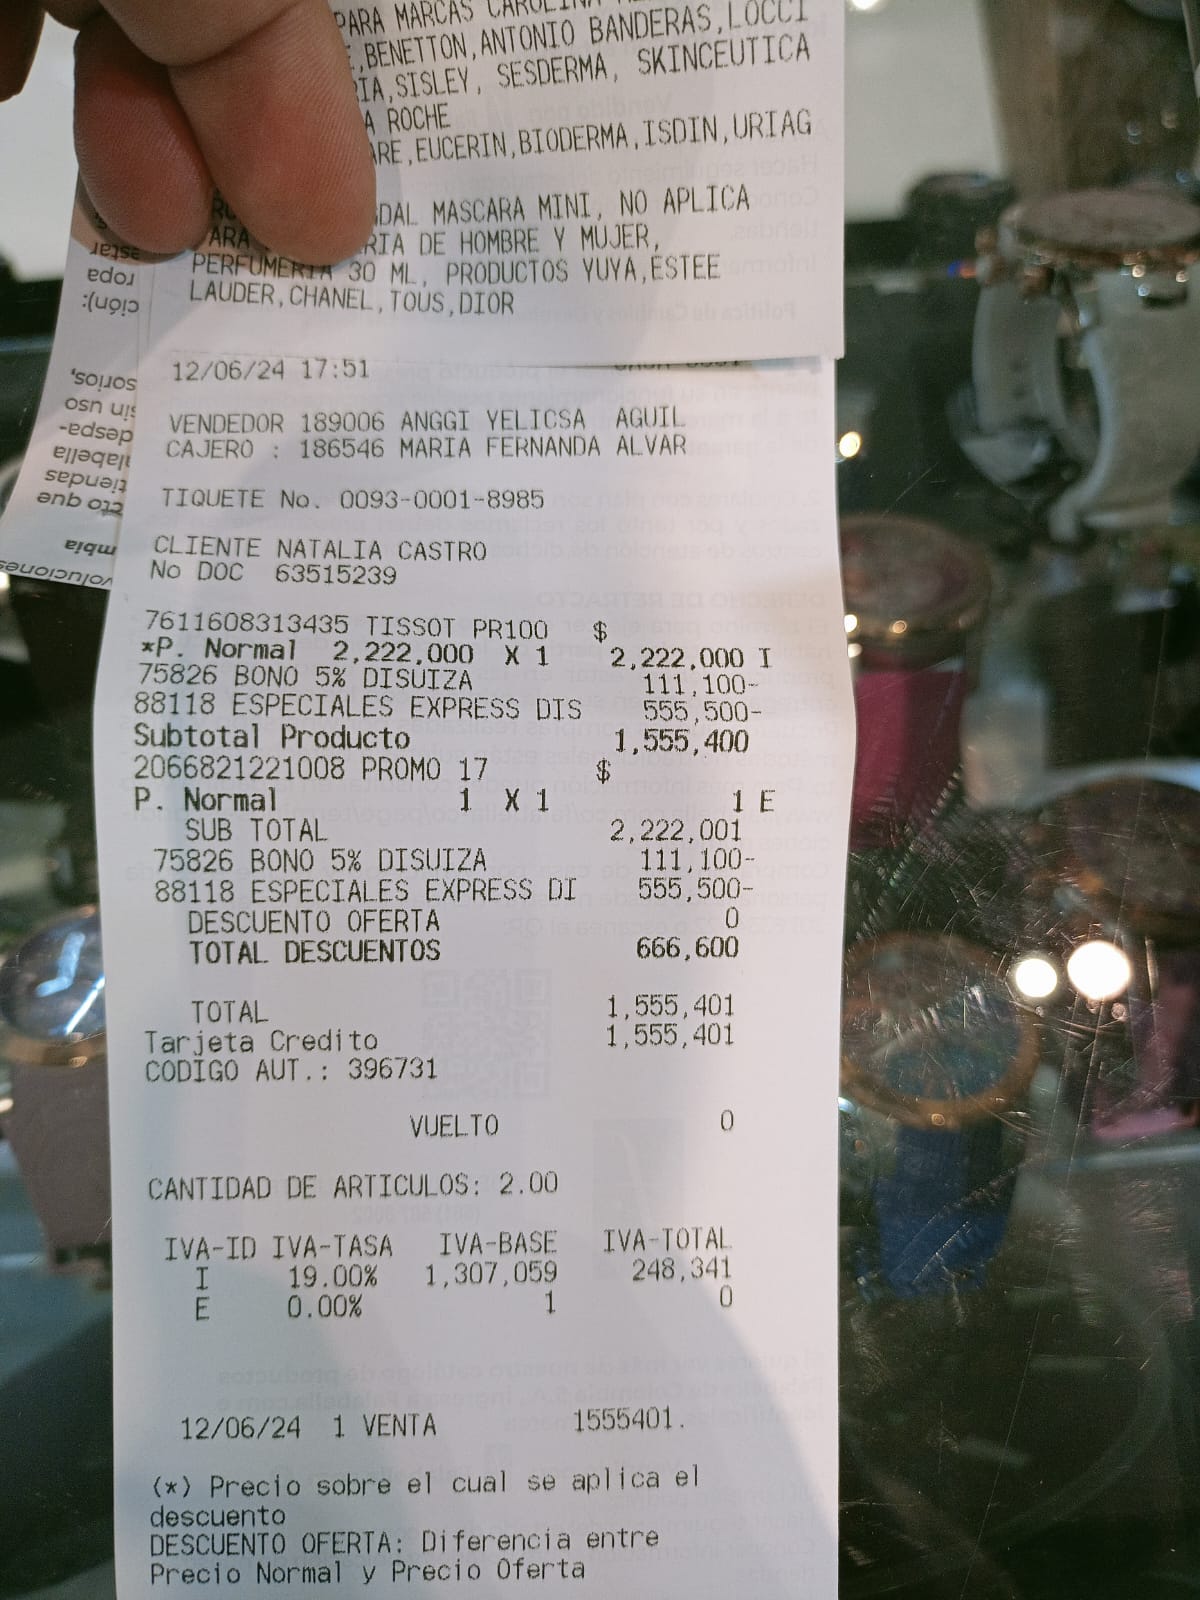 PARA MARCAS CAROLINA
,BENETTON,ANTONIO BANDERAS,LOCCI
IA,SISLEY, SESDERMA, SKINCEUTICA
A ROCHE
ARE,EUCERIN,BIODERMA,ISDIN,URIAG
DAL MASCARA MINI, NO APLICA
PARA RIA DE HOMBRE Y MUJER,
PERFUMERIA 30 ML, PRODUCTOS YUYA,ESTEE
LAUDER,CHANEL,TOUS,DIOR
12/06/24 17:51
VENDEDOR 189006 ANGGI YELICSA AGUIL
CAJERO : 186546 MARIA FERNANDA ALVAR
TIQUETE No. 0093-0001-8985
CLIENTE NATALIA CASTRO
No DOC 63515239
7611608313435 TISSOT PR100 $
*P. Normal 2,222,000 X 1 2,222,000 I
75826 BONO 5% DISUIZA 111,100-
88118 ESPECIALES EXPRESS DIS 555,500-
Subtotal Producto 1,555,400
2066821221008 PROMO 17 $
P. Normal 1 X 1 1 E
SUB TOTAL 2,222,001
75826 BONO 5% DISUIZA 111,100-
88118 ESPECIALES EXPRESS DI 555,500-
DESCUENTO OFERTA 0
TOTAL DESCUENTOS 666,600
TOTAL 1,555,401
Tarjeta Credito 1,555,401
CODIGO AUT.: 396731
VUELTO 0
CANTIDAD DE ARTICULOS: 2.00
IVA-ID IVA-TASA IVA-BASE IVA-TOTAL
I 19.00% 1,307,059 248,341
E 0.00% 1 0
12/06/24 1 VENTA 1555401.
(*) Precio sobre el cual se aplica el
descuento
DESCUENTO OFERTA: Diferencia entre
Precio Normal y Precio Oferta